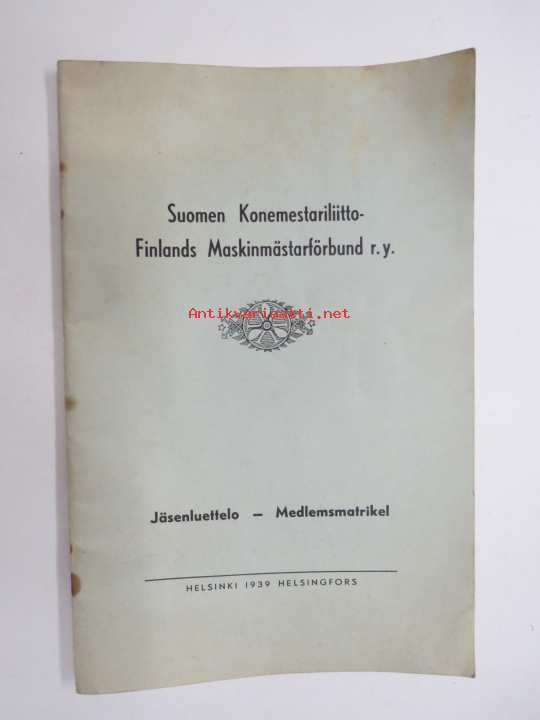 Suomen Konemestariliitto-
Finlands Maskinmästarförbund r.y.
Antikvariaatti.net
Jäsenluettelo — Medlemsmatrikel
HELSINKI 1939 HELSINGFORS